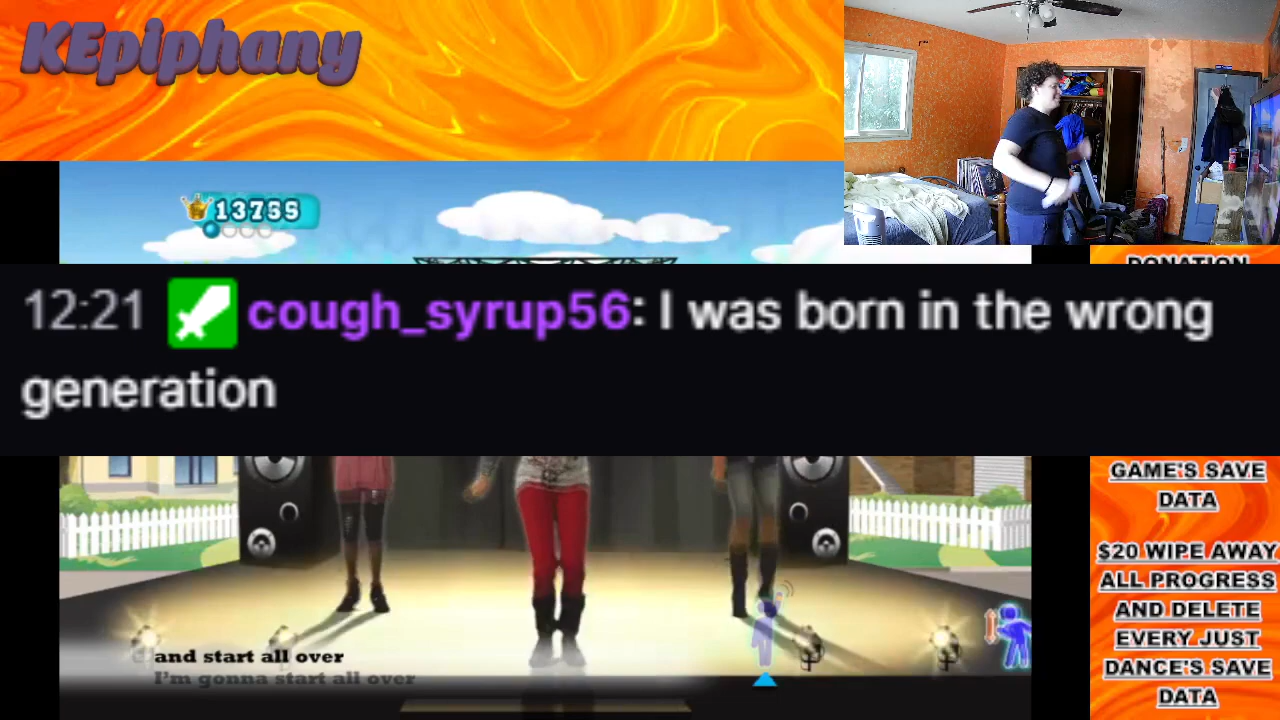 KEpiphany
13755
DONATION
12:21 cough_syrup56: I was born in the wrong
generation
GAME'S SAVE
DATA
$20 WIPE AWAY
ALL PROGRESS
AND DELETE
EVERY JUST
DANCE'S SAVE
DATA
and start all over
I'm gonna start all over